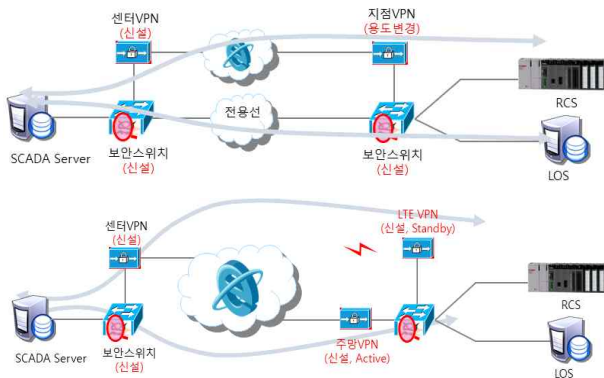 센터VPN
(신설)
지점VPN
(용도변경)
전용선
RCS
SCADA Server
보안스위치
(신설)
보안스위치
(신설)
LOS
센터VPN
(신설)
LTE VPN
(신설, Standby)
RCS
SCADA Server
보안스위치
(신설)
주망VPN
(신설, Active)
LOS